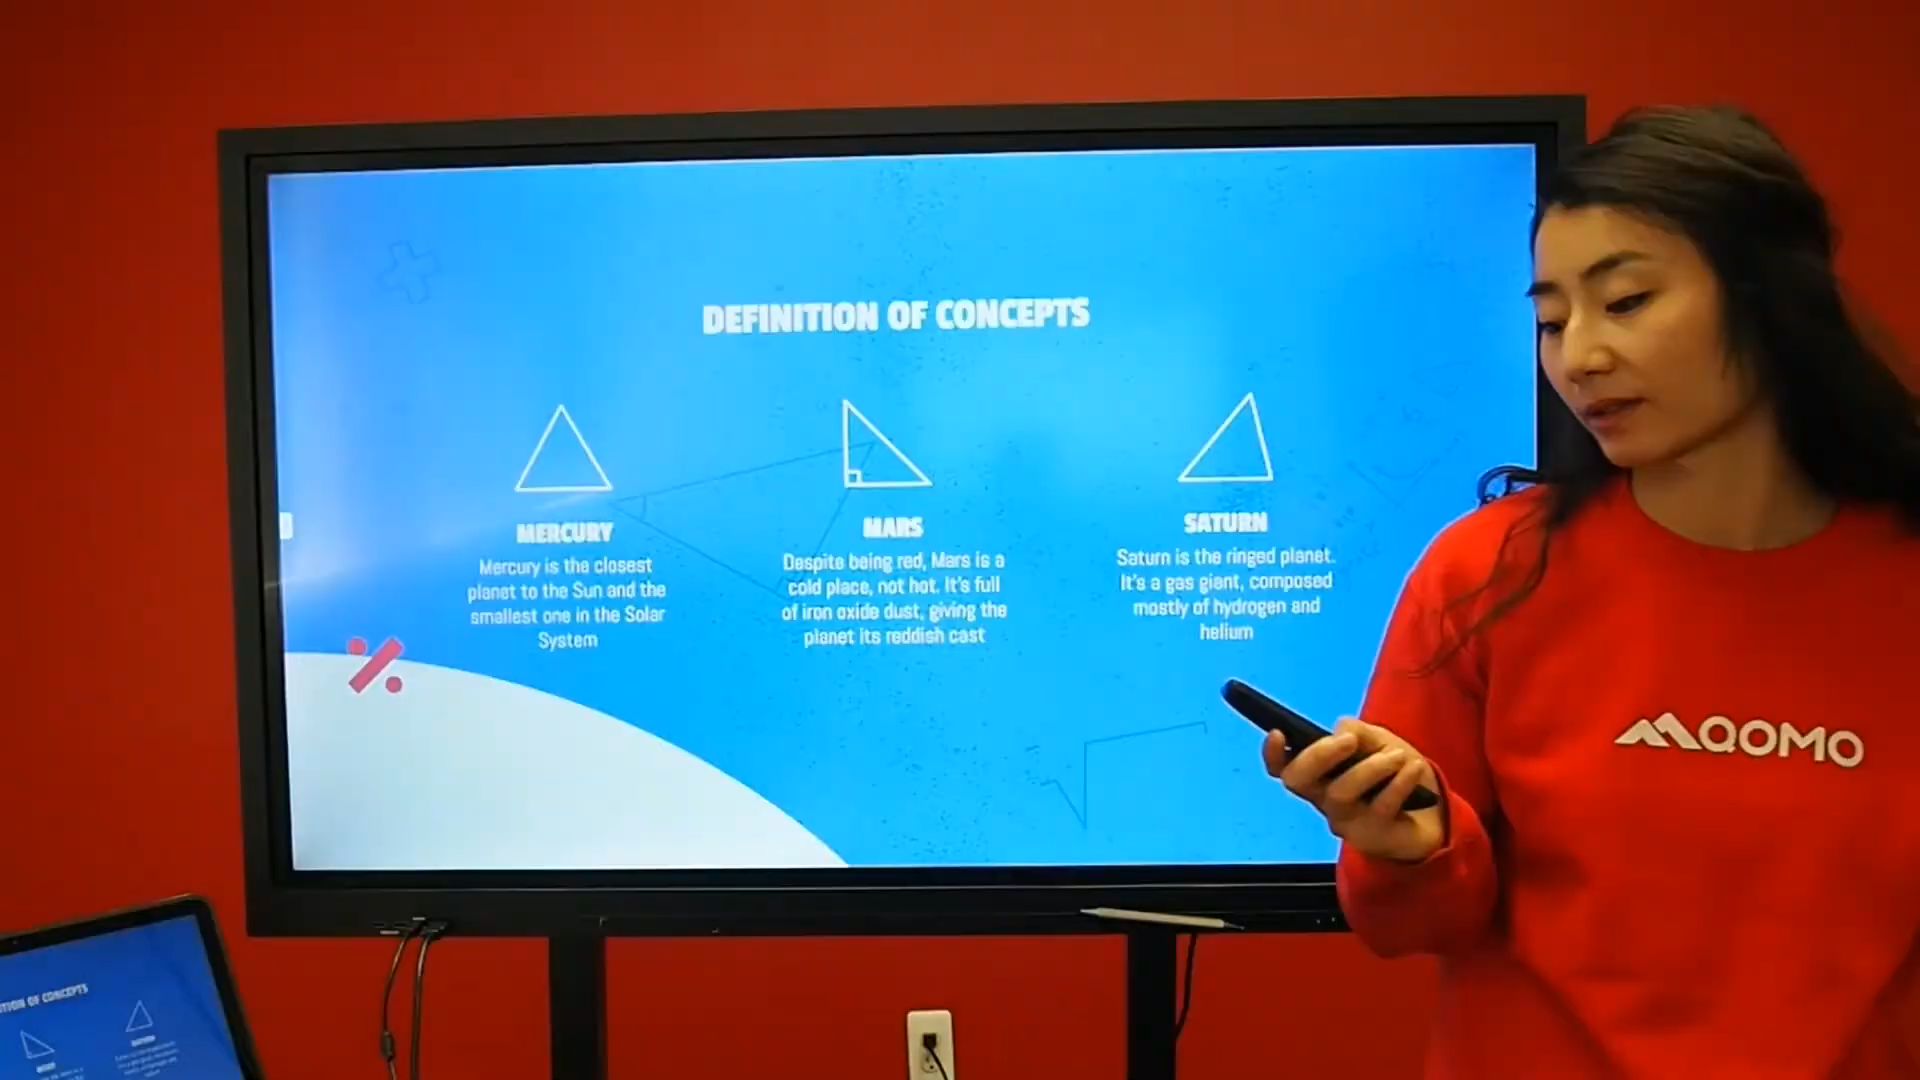 DEFINITION OF CONCEPTS
MERCURY
Mercury is the closest
planet to the Sun and the
smallest one in the Solar
System
MARS
Despite being red, Mars is a
cold place, not hot. It's full
of iron oxide dust, giving the
planet its reddish cast
SATURN
Saturn is the ringed planet.
It's a gas giant, composed
mostly of hydrogen and
helium
QOMO
OF CONCEPTS